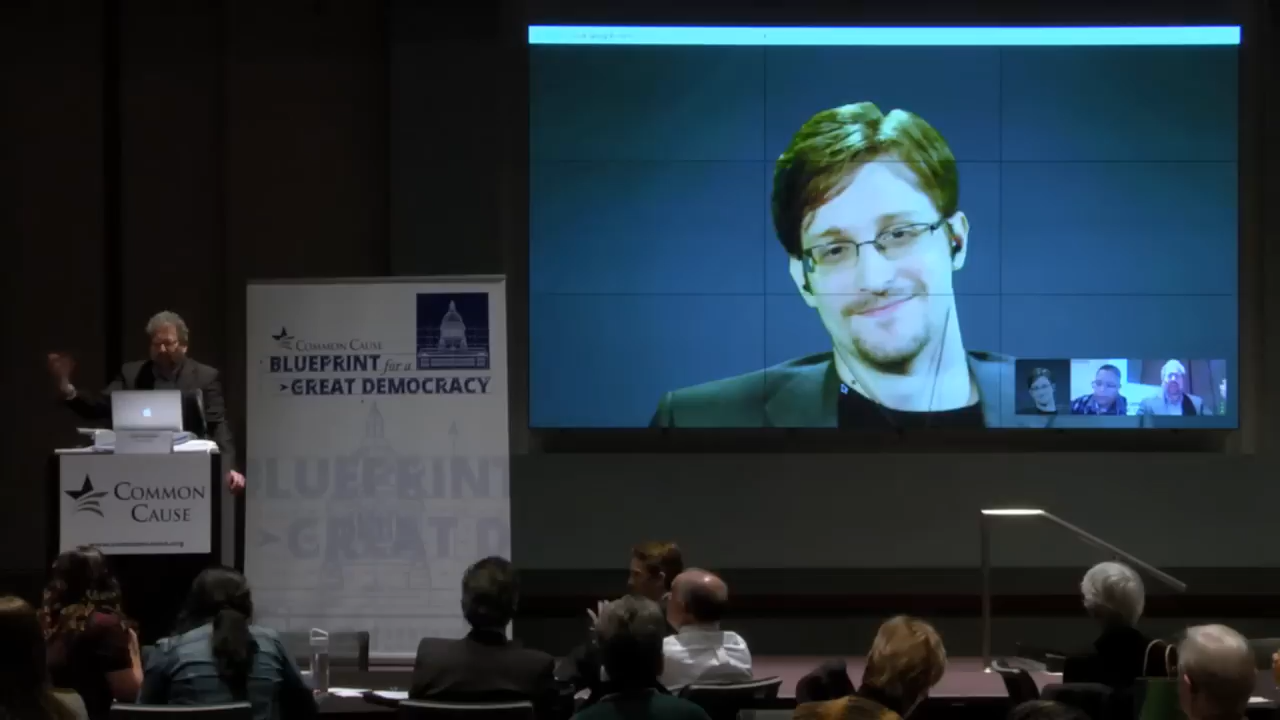 COMMON CAUSE
BLUEPRINT for a
>GREAT DEMOCRACY
BLUEPRINT
>GREAT D
COMMON
CAUSE